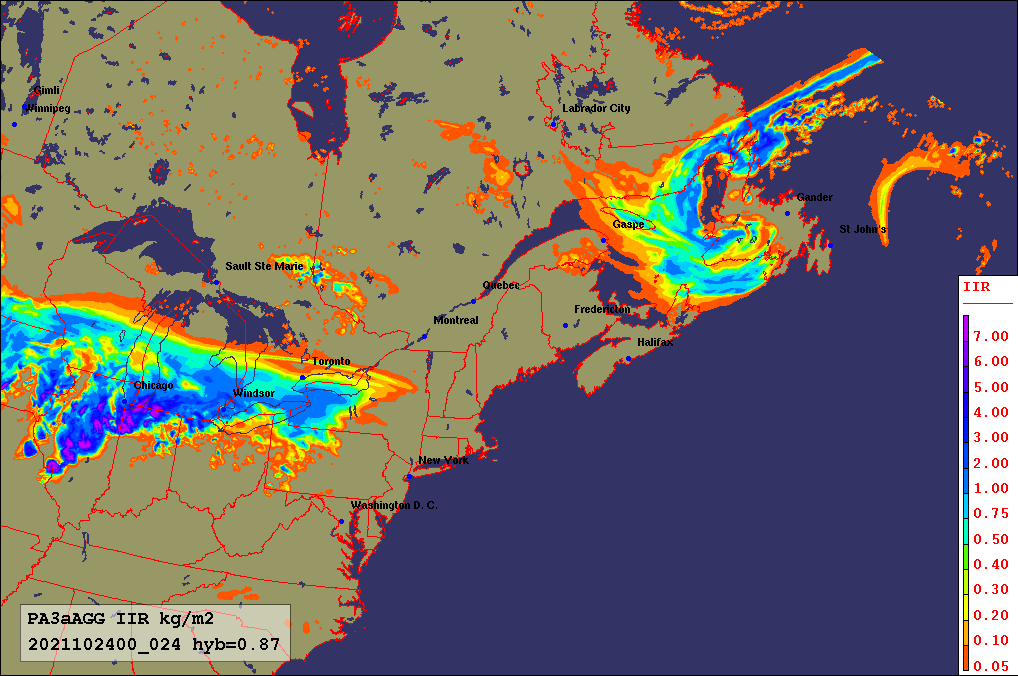 Gimli
Winnipeg
Labrador City
Gander
Gaspe
St John's
Sault Ste Marie
Quebec
Fredericton
Montreal
Halifax
Toronto
Chicago
Windsor
New York
Washington D. C.
IIR
7.00
6.00
5.00
4.00
3.00
2.00
1.00
0.75
0.50
0.40
0.30
0.20
0.10
0.05
PA3aAGG IIR kg/m2
2021102400_024 hyb=0.87